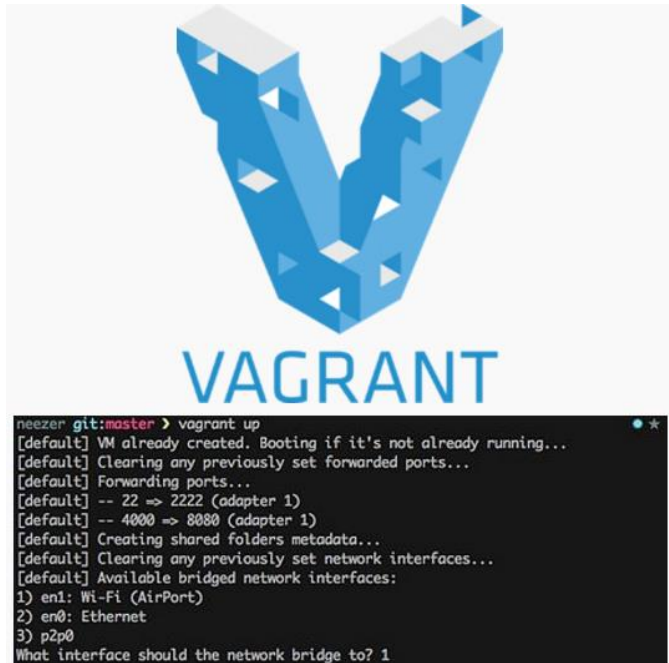 VAGRANT
neezer git:master ❯ vagrant up
[default] VM already created. Booting if it's not already running...
[default] Clearing any previously set forwarded ports...
[default] Forwarding ports...
[default] -- 22 => 2222 (adapter 1)
[default] -- 4000 => 8080 (adapter 1)
[default] Creating shared folders metadata...
[default] Clearing any previously set network interfaces...
[default] Available bridged network interfaces:
1) en1: Wi-Fi (AirPort)
2) en0: Ethernet
3) p2p0
What interface should the network bridge to? 1